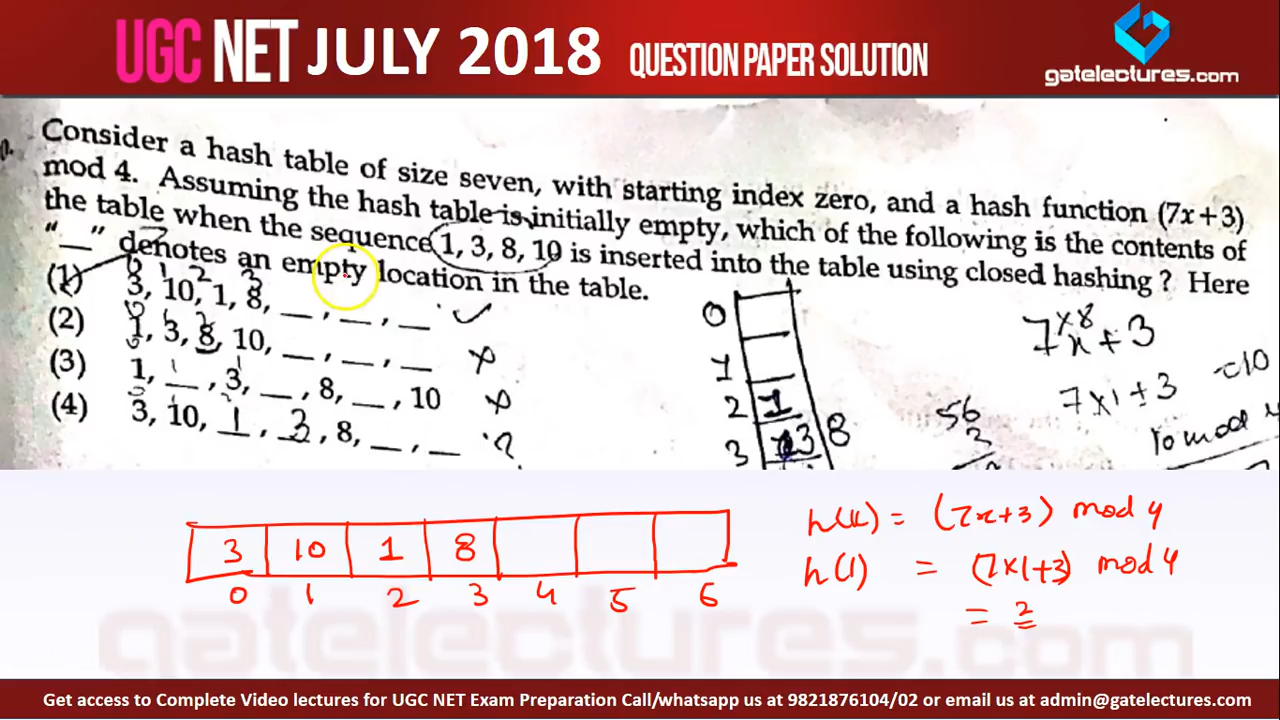 UGC NET JULY 2018 QUESTION PAPER SOLUTION
gatelectures.com
Consider a hash table of size seven, with starting index zero, and a hash function (7x+3)
mod 4. Assuming the hash table is initially empty, which of the following is the contents of
the table when the sequence 1, 3, 8, 10 is inserted into the table using closed hashing ? Here
"__" denotes an empty location in the table.
(1) 3, 10, 1, 8, __, __, __
(2) 1, 3, 8, 10, __, __, __
(3) 1, __, 3, __, 8, __, 10
(4) 3, 10, 1, 3, 8, __, __
0
1
2 1
3 3 8
7x+3
x8
7x1+3
10
56
3
10 mod 4
3 10 1 8
0 1 2 3 4 5 6
h(x) = (7x+3) mod 4
h(1) = (7x1+3) mod 4
= 2
gatelectures.com
Get access to Complete Video lectures for UGC NET Exam Preparation Call/whatsapp us at 9821876104/02 or email us at admin@gatelectures.com